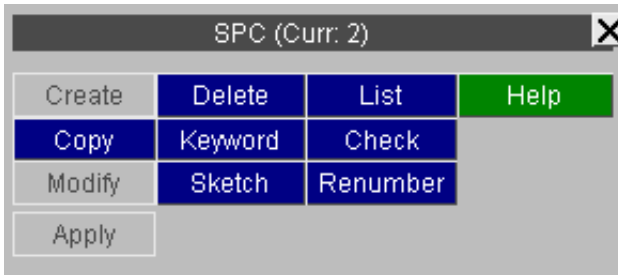 SPC (Curr: 2)
Create Delete List Help
Copy Keyword Check
Modify Sketch Renumber
Apply